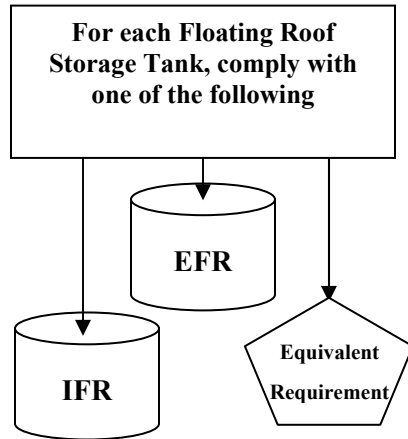 For each Floating Roof
Storage Tank, comply with
one of the following
EFR
IFR
Equivalent
Requirement